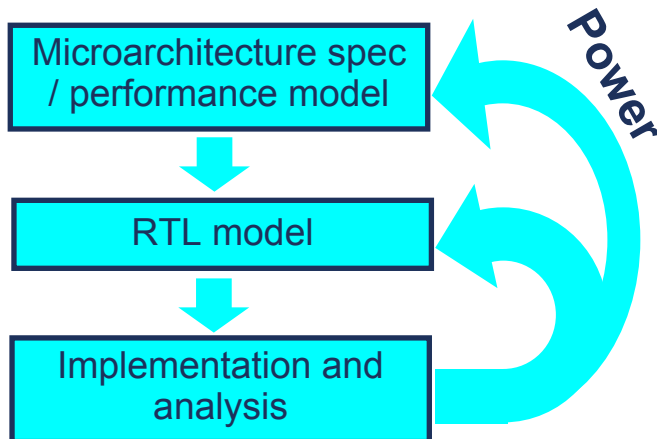 Microarchitecture spec
/ performance model
Power
RTL model
Implementation and
analysis